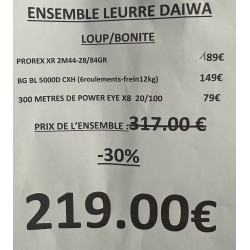 ENSEMBLE LEURRE DAIWA
LOUP/BONITE
PROREX XR 2M44-28/84GR 189€
BG BL 5000D CXH (6roulements-frein12kg) 149€
300 METRES DE POWER EYE X8 20/100 79€
PRIX DE L'ENSEMBLE :317.00 €
-30%
219.00€